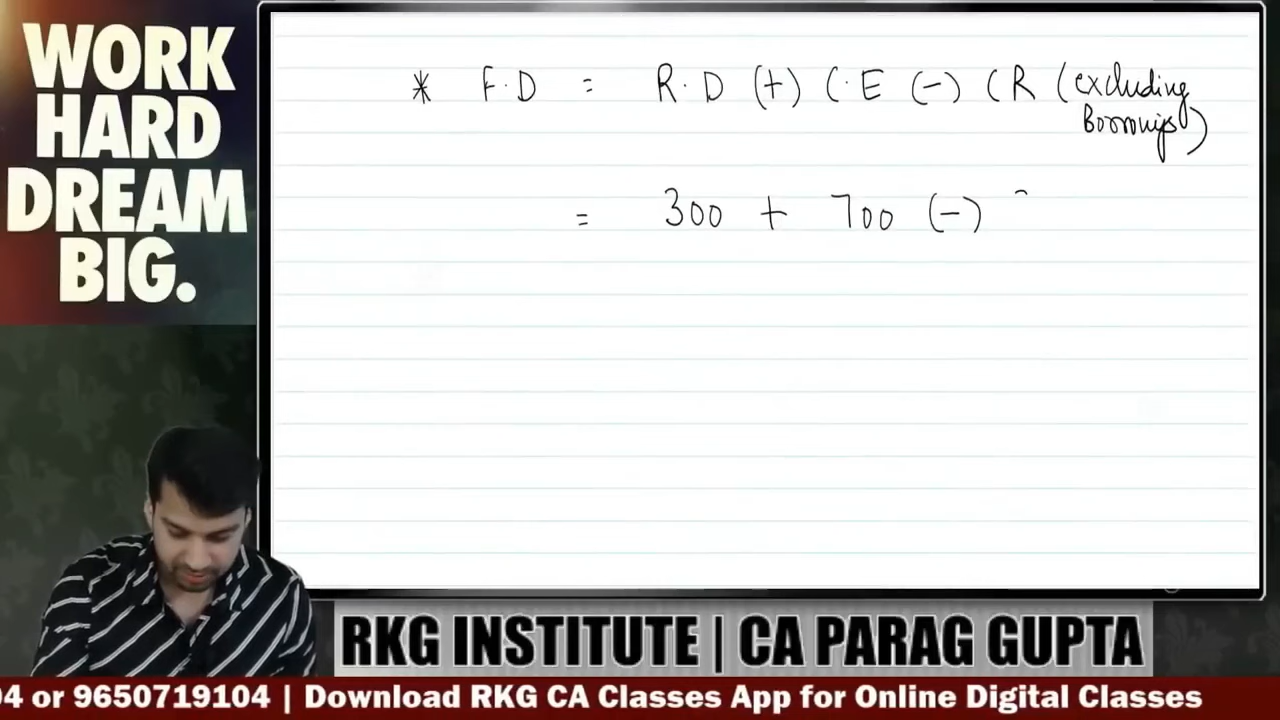 WORK
HARD
DREAM
BIG.
* F.D = R.D (+) C.E (-) CR (excluding
Borrowings)
= 300 + 700 (-)
RKG INSTITUTE | CA PARAG GUPTA
04 or 9650719104 | Download RKG CA Classes App for Online Digital Classes